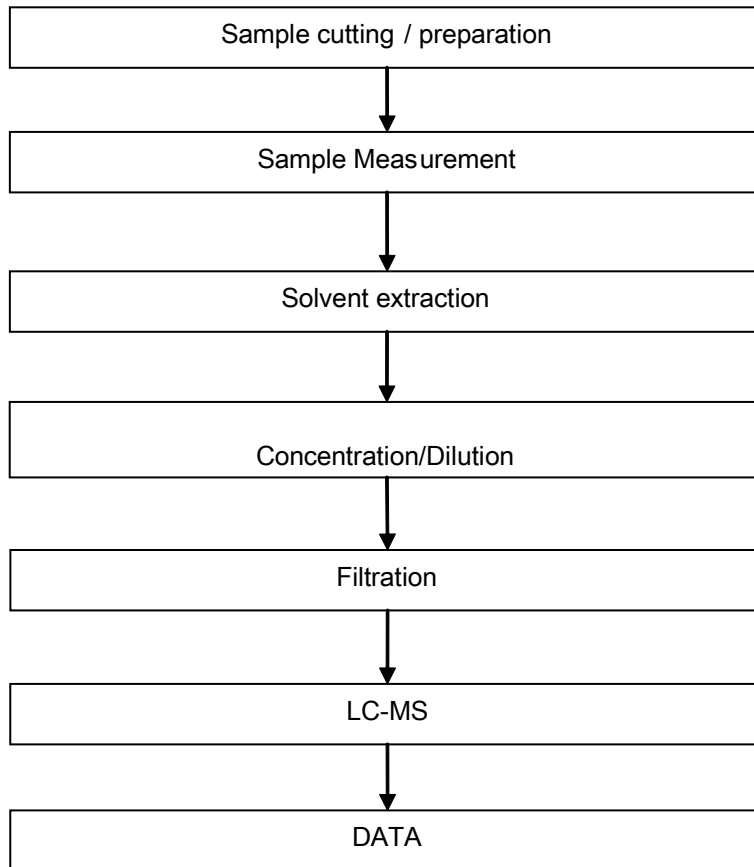 Sample cutting / preparation
Sample Measurement
Solvent extraction
Concentration/Dilution
Filtration
LC-MS
DATA